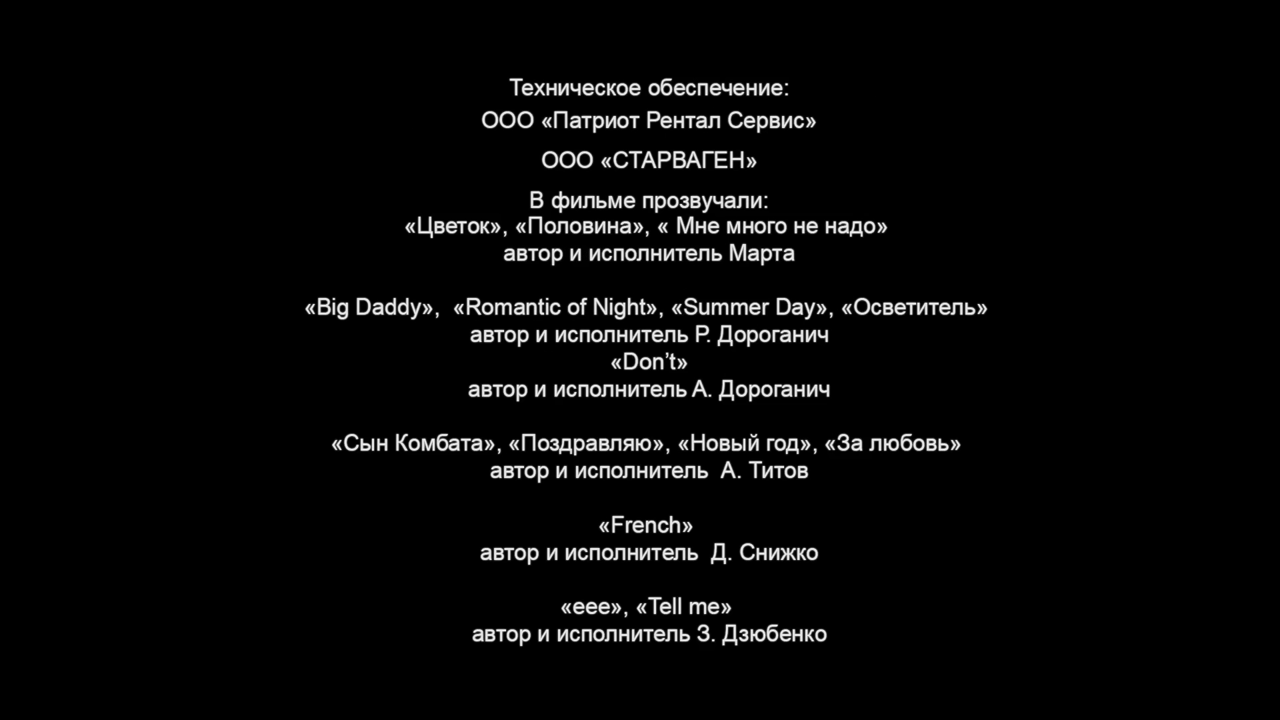 Техническое обеспечение:
ООО «Патриот Рентал Сервис»
ООО «СТАРВАГЕН»
В фильме прозвучали:
«Цветок», «Половина», « Мне много не надо»
автор и исполнитель Марта
«Big Daddy», «Romantic of Night», «Summer Day», «Осветитель»
автор и исполнитель Р. Дороганич
«Don’t»
автор и исполнитель А. Дороганич
«Сын Комбата», «Поздравляю», «Новый год», «За любовь»
автор и исполнитель А. Титов
«French»
автор и исполнитель Д. Снижко
«eee», «Tell me»
автор и исполнитель З. Дзюбенко